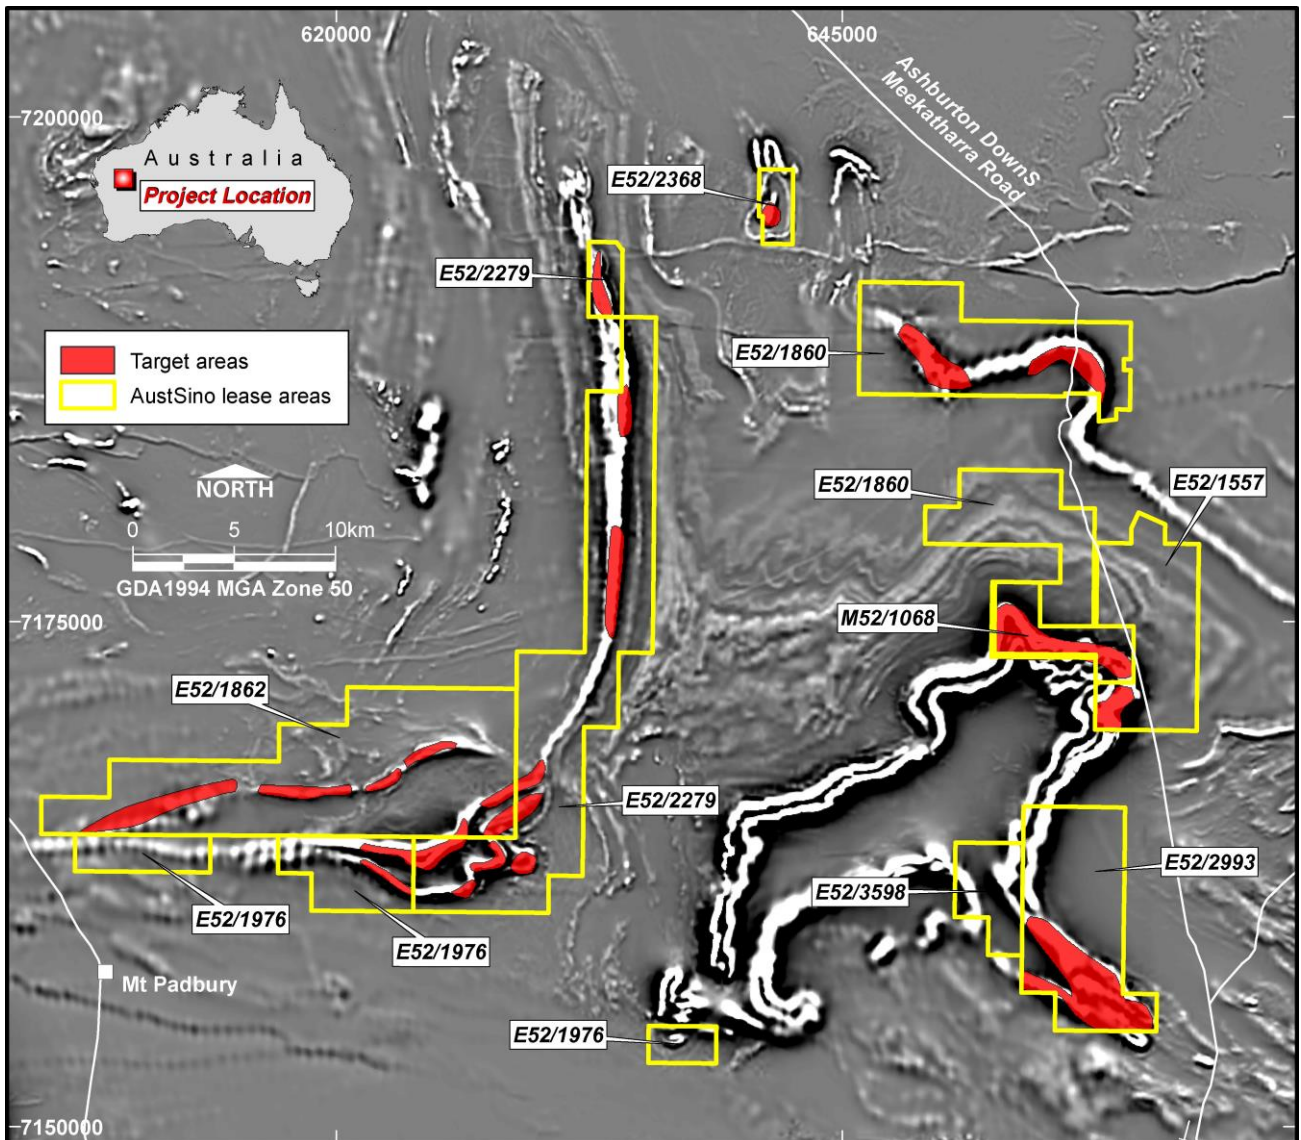 620000
645000
Ashburton DownS
Meekatharra Road
7200000
Australia
Project Location
E52/2368
E52/2279
Target areas
AustSino lease areas
E52/1860
NORTH
E52/1860
E52/1557
0 5 10km
GDA1994 MGA Zone 50
7175000
M52/1068
E52/1862
E52/2279
E52/2993
E52/3598
E52/1976
E52/1976
Mt Padbury
E52/1976
7150000